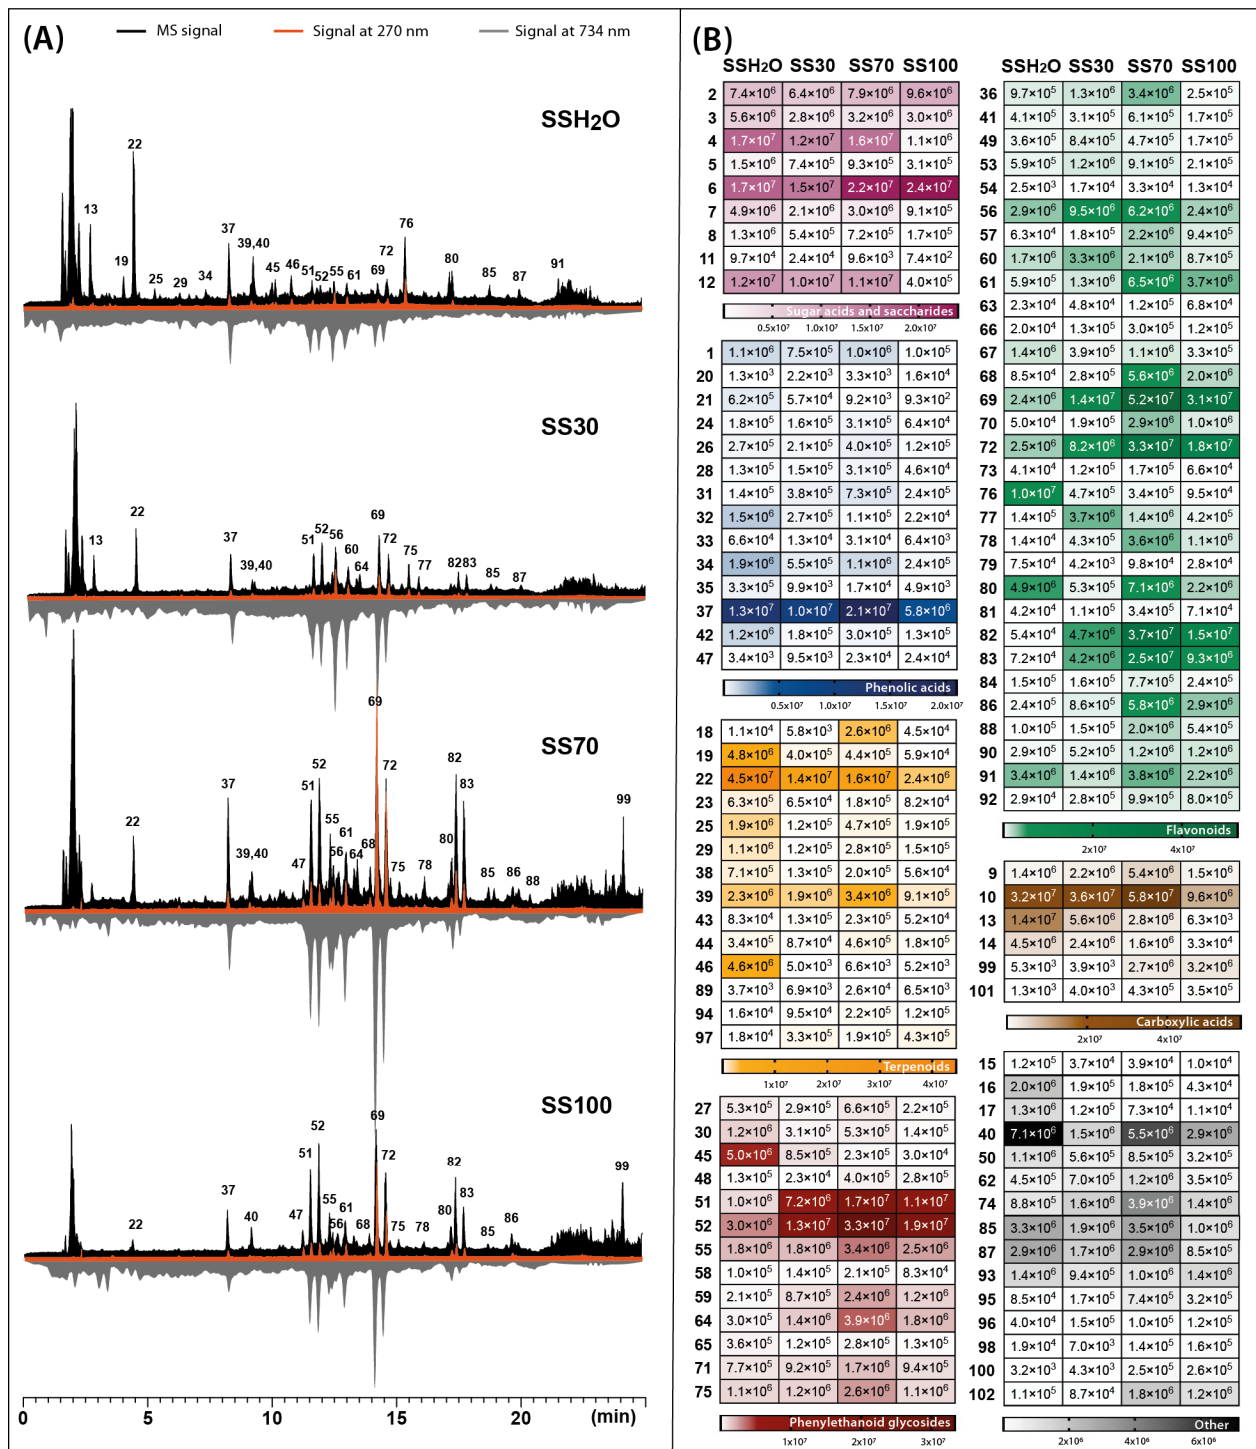 (A)
MS signal
Signal at 270 nm
Signal at 734 nm
SSH2O
22
13
19
25
29
34
37
39,40
45
46
51
52
55
61
69
72
76
80
85
87
91
SS30
13
22
37
39,40
51
52
56
60
64
69
72
75
77
82
83
85
87
SS70
22
37
39,40
47
51
52
55
56
61
64
68
69
72
75
78
80
82
83
85
86
88
99
SS100
22
37
40
47
51
52
55
56
61
68
69
72
75
78
80
82
83
85
86
99
0 5 10 15 20 (min)
(B)
SSH2O SS30 SS70 SS100
2 7.4×10⁶ 6.4×10⁶ 7.9×10⁶ 9.6×10⁶
3 5.6×10⁶ 2.8×10⁶ 3.2×10⁶ 3.0×10⁶
4 1.7×10⁷ 1.2×10⁷ 1.6×10⁷ 1.1×10⁶
5 1.5×10⁶ 7.4×10⁵ 9.3×10⁵ 3.1×10⁵
6 1.7×10⁷ 1.5×10⁷ 2.2×10⁷ 2.4×10⁷
7 4.9×10⁶ 2.1×10⁶ 3.0×10⁶ 9.1×10⁵
8 1.3×10⁶ 5.4×10⁵ 7.2×10⁵ 1.7×10⁵
11 9.7×10⁴ 2.4×10⁴ 9.6×10³ 7.4×10²
12 1.2×10⁷ 1.0×10⁷ 1.1×10⁷ 4.0×10⁵
Sugar acids and saccharides
0.5x10⁷ 1.0x10⁷ 1.5x10⁷ 2.0x10⁷
1 1.1×10⁶ 7.5×10⁵ 1.0×10⁶ 1.0×10⁵
20 1.3×10³ 2.2×10³ 3.3×10³ 1.6×10⁴
21 6.2×10⁵ 5.7×10⁴ 9.2×10³ 9.3×10²
24 1.8×10⁵ 1.6×10⁵ 3.1×10⁵ 6.4×10⁴
26 2.7×10⁵ 2.1×10⁵ 4.0×10⁵ 1.2×10⁵
28 1.3×10⁵ 1.5×10⁵ 3.1×10⁵ 4.6×10⁴
31 1.4×10⁵ 3.8×10⁵ 7.3×10⁵ 2.4×10⁵
32 1.5×10⁶ 2.7×10⁵ 1.1×10⁵ 2.2×10⁴
33 6.6×10⁴ 1.3×10⁴ 3.1×10⁴ 6.4×10³
34 1.9×10⁶ 5.5×10⁵ 1.1×10⁶ 2.4×10⁵
35 3.3×10⁵ 9.9×10³ 1.7×10⁴ 4.9×10³
37 1.3×10⁷ 1.0×10⁷ 2.1×10⁷ 5.8×10⁶
42 1.2×10⁶ 1.8×10⁵ 3.0×10⁵ 1.3×10⁵
47 3.4×10³ 9.5×10³ 2.3×10⁴ 2.4×10⁴
Phenolic acids
0.5x10⁷ 1.0x10⁷ 1.5x10⁷ 2.0x10⁷
18 1.1×10⁴ 5.8×10³ 2.6×10⁶ 4.5×10⁴
19 4.8×10⁶ 4.0×10⁵ 4.4×10⁵ 5.9×10⁴
22 4.5×10⁷ 1.4×10⁷ 1.6×10⁷ 2.4×10⁶
23 6.3×10⁵ 6.5×10⁴ 1.8×10⁵ 8.2×10⁴
25 1.9×10⁶ 1.2×10⁵ 4.7×10⁵ 1.9×10⁵
29 1.1×10⁶ 1.2×10⁵ 2.8×10⁵ 1.5×10⁵
38 7.1×10⁵ 1.3×10⁵ 2.0×10⁵ 5.6×10⁴
39 2.3×10⁶ 1.9×10⁶ 3.4×10⁶ 9.1×10⁵
43 8.3×10⁴ 1.3×10⁵ 2.3×10⁵ 5.2×10⁴
44 3.4×10⁵ 8.7×10⁴ 4.6×10⁵ 1.8×10⁵
46 4.6×10⁶ 5.0×10³ 6.6×10³ 5.2×10³
89 3.7×10³ 6.9×10³ 2.6×10⁴ 6.5×10³
94 1.6×10⁴ 9.5×10⁴ 2.2×10⁵ 1.2×10⁵
97 1.8×10⁴ 3.3×10⁵ 1.9×10⁵ 4.3×10⁵
Terpenoids
1x10⁷ 2x10⁷ 3x10⁷ 4x10⁷
27 5.3×10⁵ 2.9×10⁵ 6.6×10⁵ 2.2×10⁵
30 1.2×10⁶ 3.1×10⁵ 5.3×10⁵ 1.4×10⁵
45 5.0×10⁶ 8.5×10⁵ 2.3×10⁵ 3.0×10⁴
48 1.3×10⁵ 2.3×10⁴ 4.0×10⁵ 2.8×10⁵
51 1.0×10⁶ 7.2×10⁶ 1.7×10⁷ 1.1×10⁷
52 3.0×10⁶ 1.3×10⁷ 3.3×10⁷ 1.9×10⁷
55 1.8×10⁶ 1.8×10⁶ 3.4×10⁶ 2.5×10⁶
58 1.0×10⁵ 1.4×10⁵ 2.1×10⁵ 8.3×10⁴
59 2.1×10⁵ 8.7×10⁵ 2.4×10⁶ 1.2×10⁶
64 3.0×10⁵ 1.4×10⁶ 3.9×10⁶ 1.8×10⁶
65 3.6×10⁵ 1.2×10⁵ 2.8×10⁵ 1.3×10⁵
71 7.7×10⁵ 9.2×10⁵ 1.7×10⁶ 9.4×10⁵
75 1.1×10⁶ 1.2×10⁶ 2.6×10⁶ 1.1×10⁶
Phenylethanoid glycosides
1x10⁷ 2x10⁷ 3x10⁷
SSH2O SS30 SS70 SS100
36 9.7×10⁵ 1.3×10⁶ 3.4×10⁶ 2.5×10⁵
41 4.1×10⁵ 3.1×10⁵ 6.1×10⁵ 1.7×10⁵
49 3.6×10⁵ 8.4×10⁵ 4.7×10⁵ 1.7×10⁵
53 5.9×10⁵ 1.2×10⁶ 9.1×10⁵ 2.1×10⁵
54 2.5×10³ 1.7×10⁴ 3.3×10⁴ 1.3×10⁴
56 2.9×10⁶ 9.5×10⁶ 6.2×10⁶ 2.4×10⁶
57 6.3×10⁴ 1.8×10⁵ 2.2×10⁶ 9.4×10⁵
60 1.7×10⁶ 3.3×10⁶ 2.1×10⁶ 8.7×10⁵
61 5.9×10⁵ 1.3×10⁶ 6.5×10⁶ 3.7×10⁶
63 2.3×10⁴ 4.8×10⁴ 1.2×10⁵ 6.8×10⁴
66 2.0×10⁴ 1.3×10⁵ 3.0×10⁵ 1.2×10⁵
67 1.4×10⁶ 3.9×10⁵ 1.1×10⁶ 3.3×10⁵
68 8.5×10⁴ 2.8×10⁵ 5.6×10⁶ 2.0×10⁶
69 2.4×10⁶ 1.4×10⁷ 5.2×10⁷ 3.1×10⁷
70 5.0×10⁴ 1.9×10⁵ 2.9×10⁶ 1.0×10⁶
72 2.5×10⁶ 8.2×10⁶ 3.3×10⁷ 1.8×10⁷
73 4.1×10⁴ 1.2×10⁵ 1.7×10⁵ 6.6×10⁴
76 1.0×10⁷ 4.7×10⁵ 3.4×10⁵ 9.5×10⁴
77 1.4×10⁵ 3.7×10⁶ 1.4×10⁶ 4.2×10⁵
78 1.4×10⁵ 4.3×10⁵ 3.6×10⁶ 1.1×10⁶
79 7.5×10⁴ 4.2×10³ 9.8×10⁴ 2.8×10⁴
80 4.9×10⁶ 5.3×10⁵ 7.1×10⁶ 2.2×10⁶
81 4.2×10⁴ 1.1×10⁵ 3.4×10⁵ 7.1×10⁴
82 5.4×10⁴ 4.7×10⁶ 3.7×10⁷ 1.5×10⁷
83 7.2×10⁴ 4.2×10⁶ 2.5×10⁷ 9.3×10⁶
84 1.5×10⁵ 1.6×10⁵ 7.7×10⁵ 2.4×10⁵
86 2.4×10⁵ 8.6×10⁵ 5.8×10⁶ 2.9×10⁶
88 1.0×10⁵ 1.5×10⁵ 2.0×10⁶ 5.4×10⁵
90 2.9×10⁵ 5.2×10⁵ 1.2×10⁶ 1.2×10⁶
91 3.4×10⁶ 1.4×10⁶ 3.8×10⁶ 2.2×10⁶
92 2.9×10⁴ 2.8×10⁵ 9.9×10⁵ 8.0×10⁵
Flavonoids
2x10⁷ 4x10⁷
9 1.4×10⁶ 2.2×10⁶ 5.4×10⁶ 1.5×10⁶
10 3.2×10⁷ 3.6×10⁷ 5.8×10⁷ 9.6×10⁶
13 1.4×10⁷ 5.6×10⁶ 2.8×10⁶ 6.3×10³
14 4.5×10⁶ 2.4×10⁶ 1.6×10⁶ 3.3×10⁴
99 5.3×10³ 3.9×10³ 2.7×10⁶ 3.2×10⁶
101 1.3×10³ 4.0×10³ 4.3×10⁵ 3.5×10⁵
Carboxylic acids
2x10⁷ 4x10⁷
15 1.2×10⁵ 3.7×10⁴ 3.9×10⁴ 1.0×10⁴
16 2.0×10⁶ 1.9×10⁵ 1.8×10⁵ 4.3×10⁴
17 1.3×10⁶ 1.2×10⁵ 7.3×10⁴ 1.1×10⁴
40 7.1×10⁶ 1.5×10⁶ 5.5×10⁶ 2.9×10⁶
50 1.1×10⁶ 5.6×10⁵ 8.5×10⁵ 3.2×10⁵
62 4.5×10⁵ 7.0×10⁵ 1.2×10⁶ 3.5×10⁵
74 8.8×10⁵ 1.6×10⁶ 3.9×10⁶ 1.4×10⁶
85 3.3×10⁶ 1.9×10⁶ 3.5×10⁶ 1.0×10⁶
87 2.9×10⁶ 1.7×10⁶ 2.9×10⁶ 8.5×10⁵
93 1.4×10⁶ 9.4×10⁵ 1.0×10⁶ 1.4×10⁶
95 8.5×10⁴ 1.7×10⁵ 7.4×10⁵ 3.2×10⁵
96 4.0×10⁴ 1.5×10⁵ 1.0×10⁵ 1.2×10⁵
98 1.9×10⁴ 7.0×10³ 1.4×10⁵ 1.6×10⁵
100 3.2×10³ 4.3×10³ 2.5×10⁵ 2.6×10⁵
102 1.1×10⁵ 8.7×10⁴ 1.8×10⁶ 1.2×10⁶
Other
2x10⁶ 4x10⁶ 6x10⁶